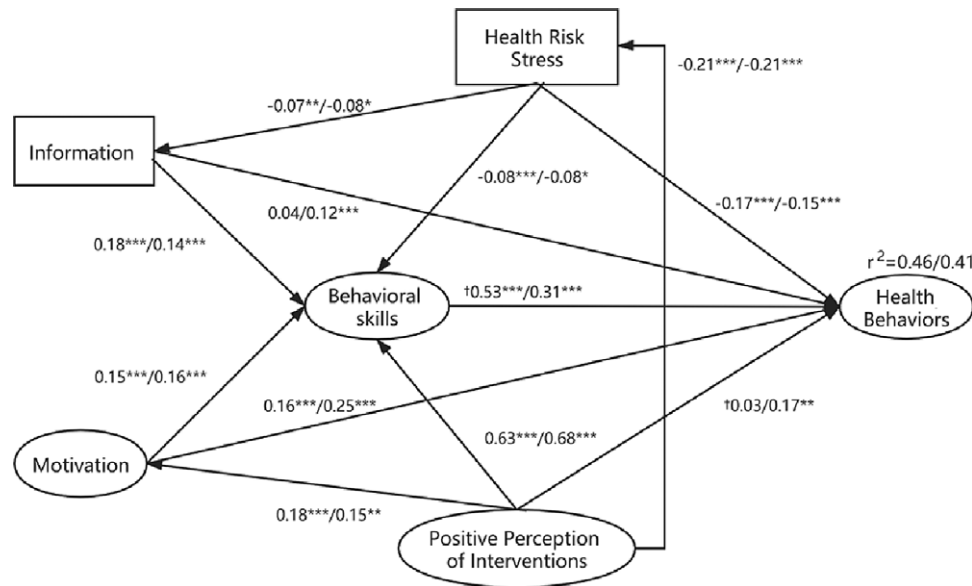 Health Risk
Stress
-0.21***/-0.21***
-0.07**/-0.08*
Information
-0.08***/-0.08*
0.04/0.12***
-0.17***/-0.15***
0.18***/0.14***
r²=0.46/0.41
Behavioral
skills
†0.53***/0.31***
Health
Behaviors
0.15***/0.16***
0.16***/0.25***
†0.03/0.17**
0.63***/0.68***
Motivation
0.18***/0.15**
Positive Perception
of Interventions